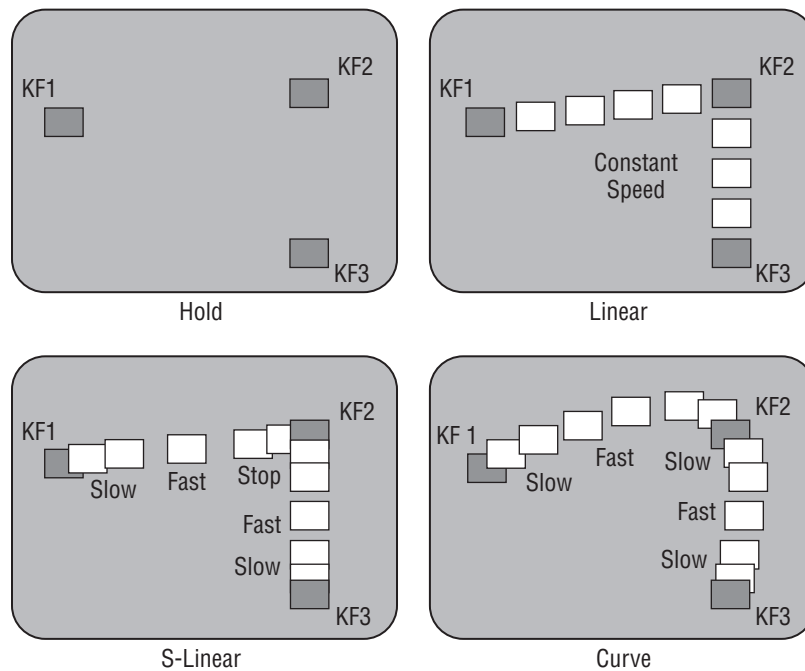 KF1
KF2
KF3
Hold
KF1
KF2
Constant
Speed
KF3
Linear
KF1
KF2
Slow
Fast
Stop
Fast
Slow
KF3
S-Linear
KF 1
KF2
Slow
Fast
Slow
Fast
Slow
KF3
Curve